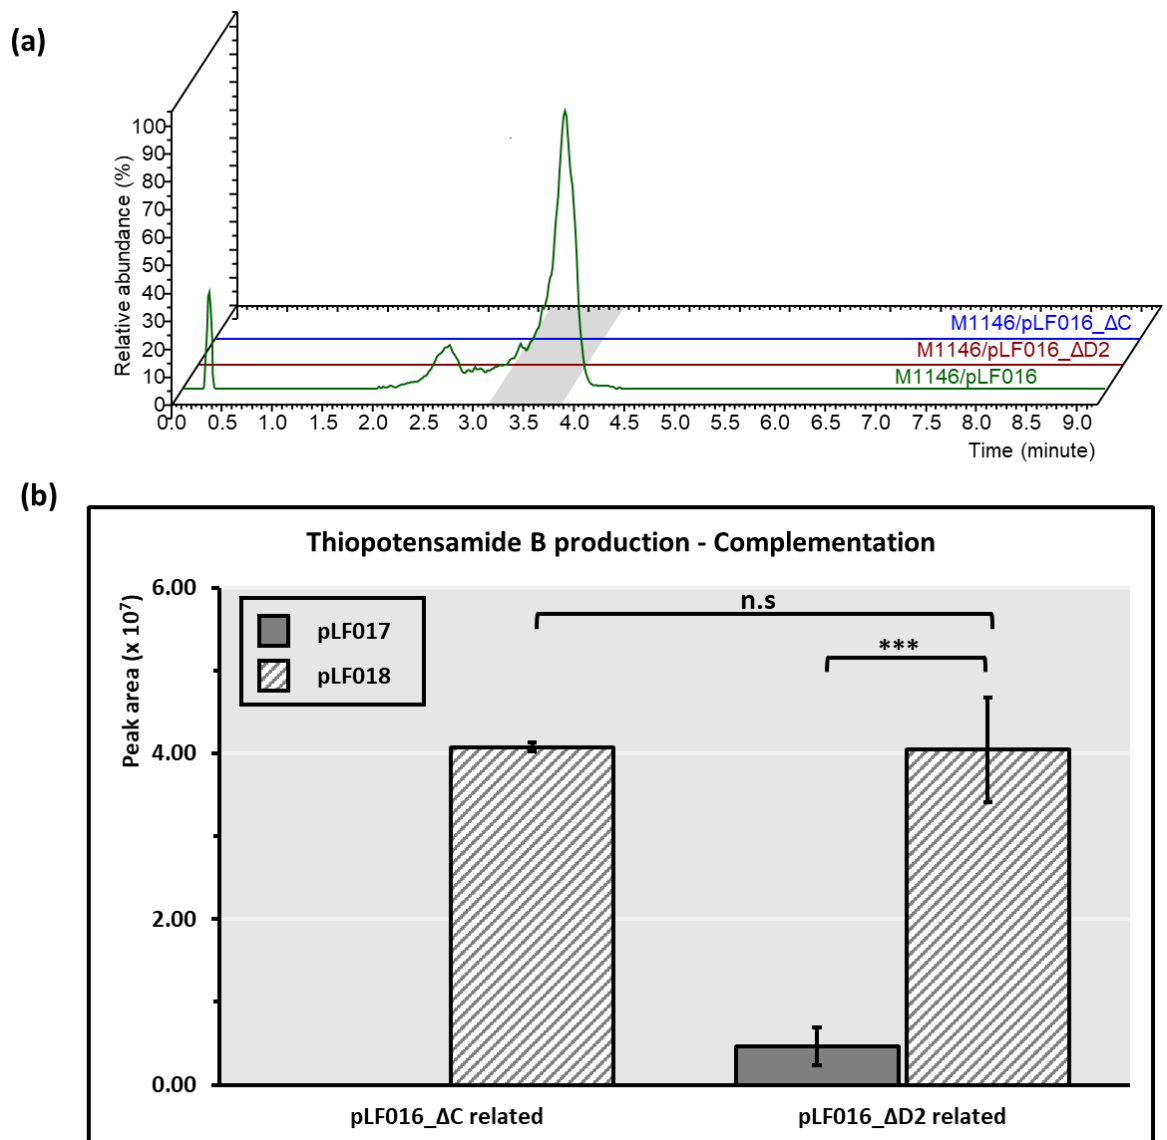 (a)
100
90
80
70
60
50
40
30
20
10
0
Relative abundance (%)
M1146/pLF016_ΔC
M1146/pLF016_ΔD2
M1146/pLF016
0.0 0.5 1.0 1.5 2.0 2.5 3.0 3.5 4.0 4.5 5.0 5.5 6.0 6.5 7.0 7.5 8.0 8.5 9.0
Time (minute)
(b)
Thiopotensamide B production - Complementation
6.00
4.00
2.00
0.00
Peak area (x 10⁷)
pLF017
pLF018
n.s
***
pLF016_ΔC related
pLF016_ΔD2 related